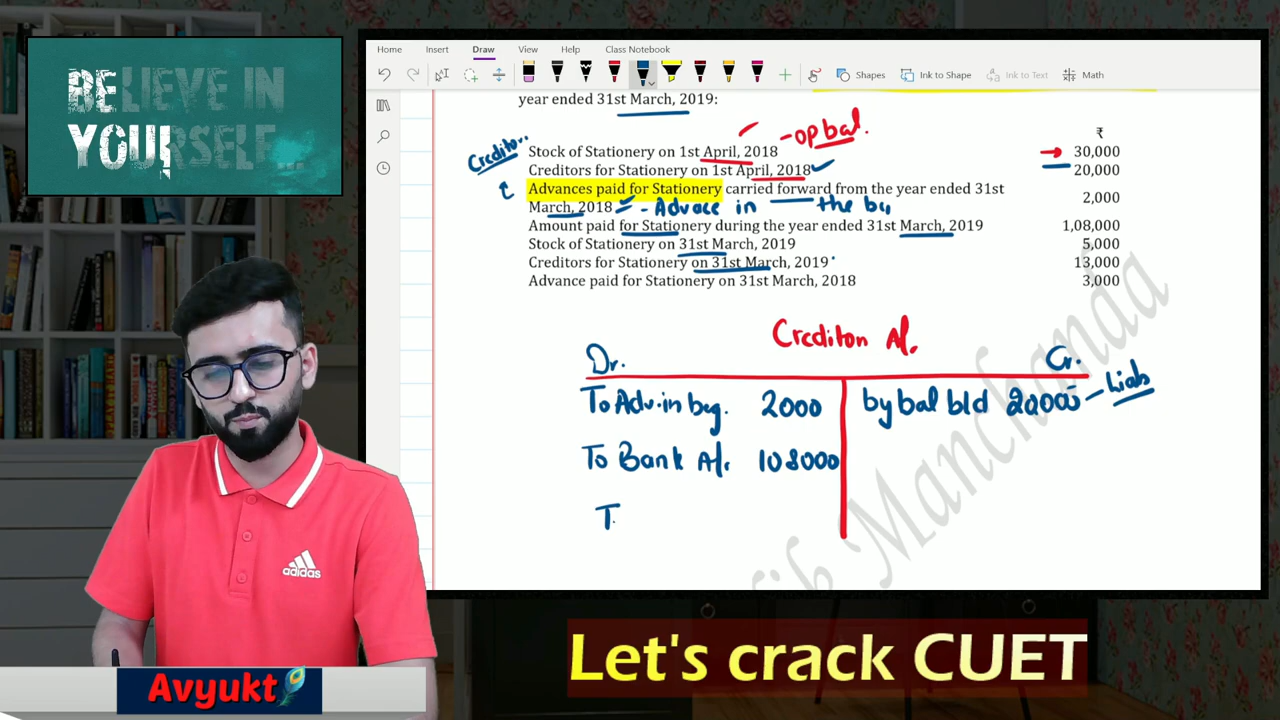 BELIEVE IN
YOURSELF...
Home Insert Draw View Help Class Notebook
Shapes Ink to Shape Ink to Text Math
year ended 31st March, 2019:
₹
-op bal.
Creditor..
Stock of Stationery on 1st April, 2018 30,000
Creditors for Stationery on 1st April, 2018 20,000
Advances paid for Stationery carried forward from the year ended 31st
March, 2018 2,000
- Advace in the by
Amount paid for Stationery during the year ended 31st March, 2019 1,08,000
Stock of Stationery on 31st March, 2019 5,000
Creditors for Stationery on 31st March, 2019 13,000
Advance paid for Stationery on 31st March, 2018 3,000
Crediton A/.
Dr. Cr.
To Adv.in beg. 2000 by bal b/d 20000 - Liab
To Bank A/. 108000
T.
Manchanda
adidas
Avyukt
Let's crack CUET